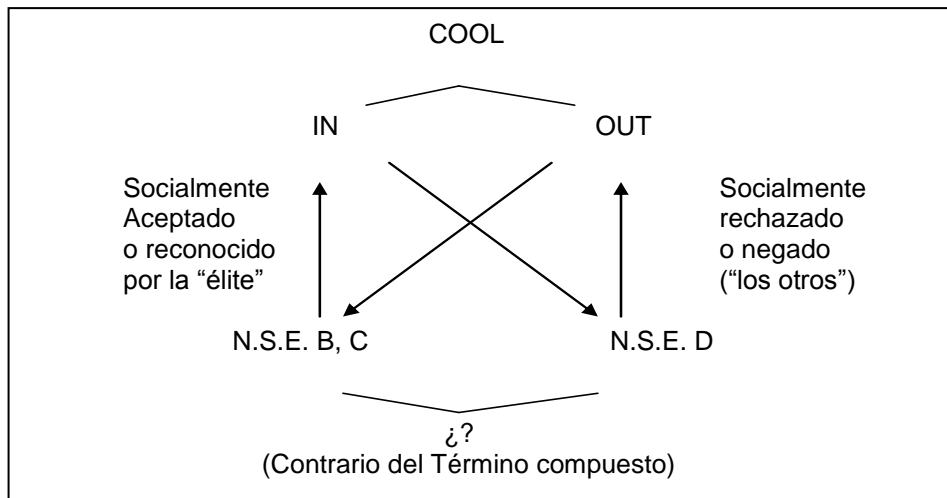 COOL
IN
OUT
Socialmente
Aceptado
o reconocido
por la “élite”
Socialmente
rechazado
o negado
(“los otros”)
N.S.E. B, C
N.S.E. D
¿?
(Contrario del Término compuesto)